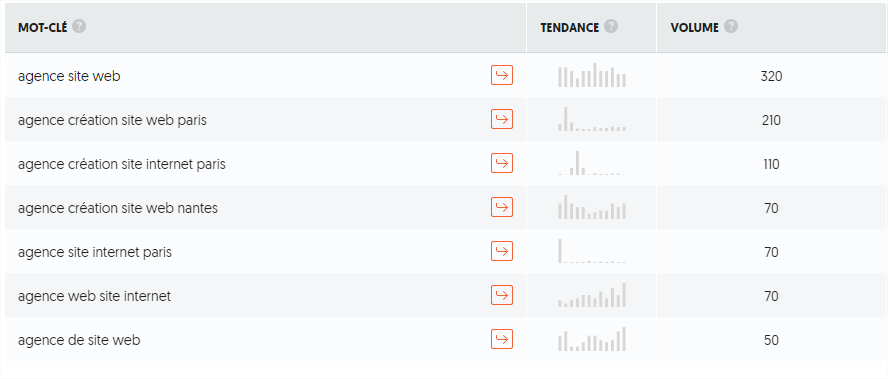 MOT-CLÉ ? TENDANCE ? VOLUME ?
agence site web 320
agence création site web paris 210
agence création site internet paris 110
agence création site web nantes 70
agence site internet paris 70
agence web site internet 70
agence de site web 50